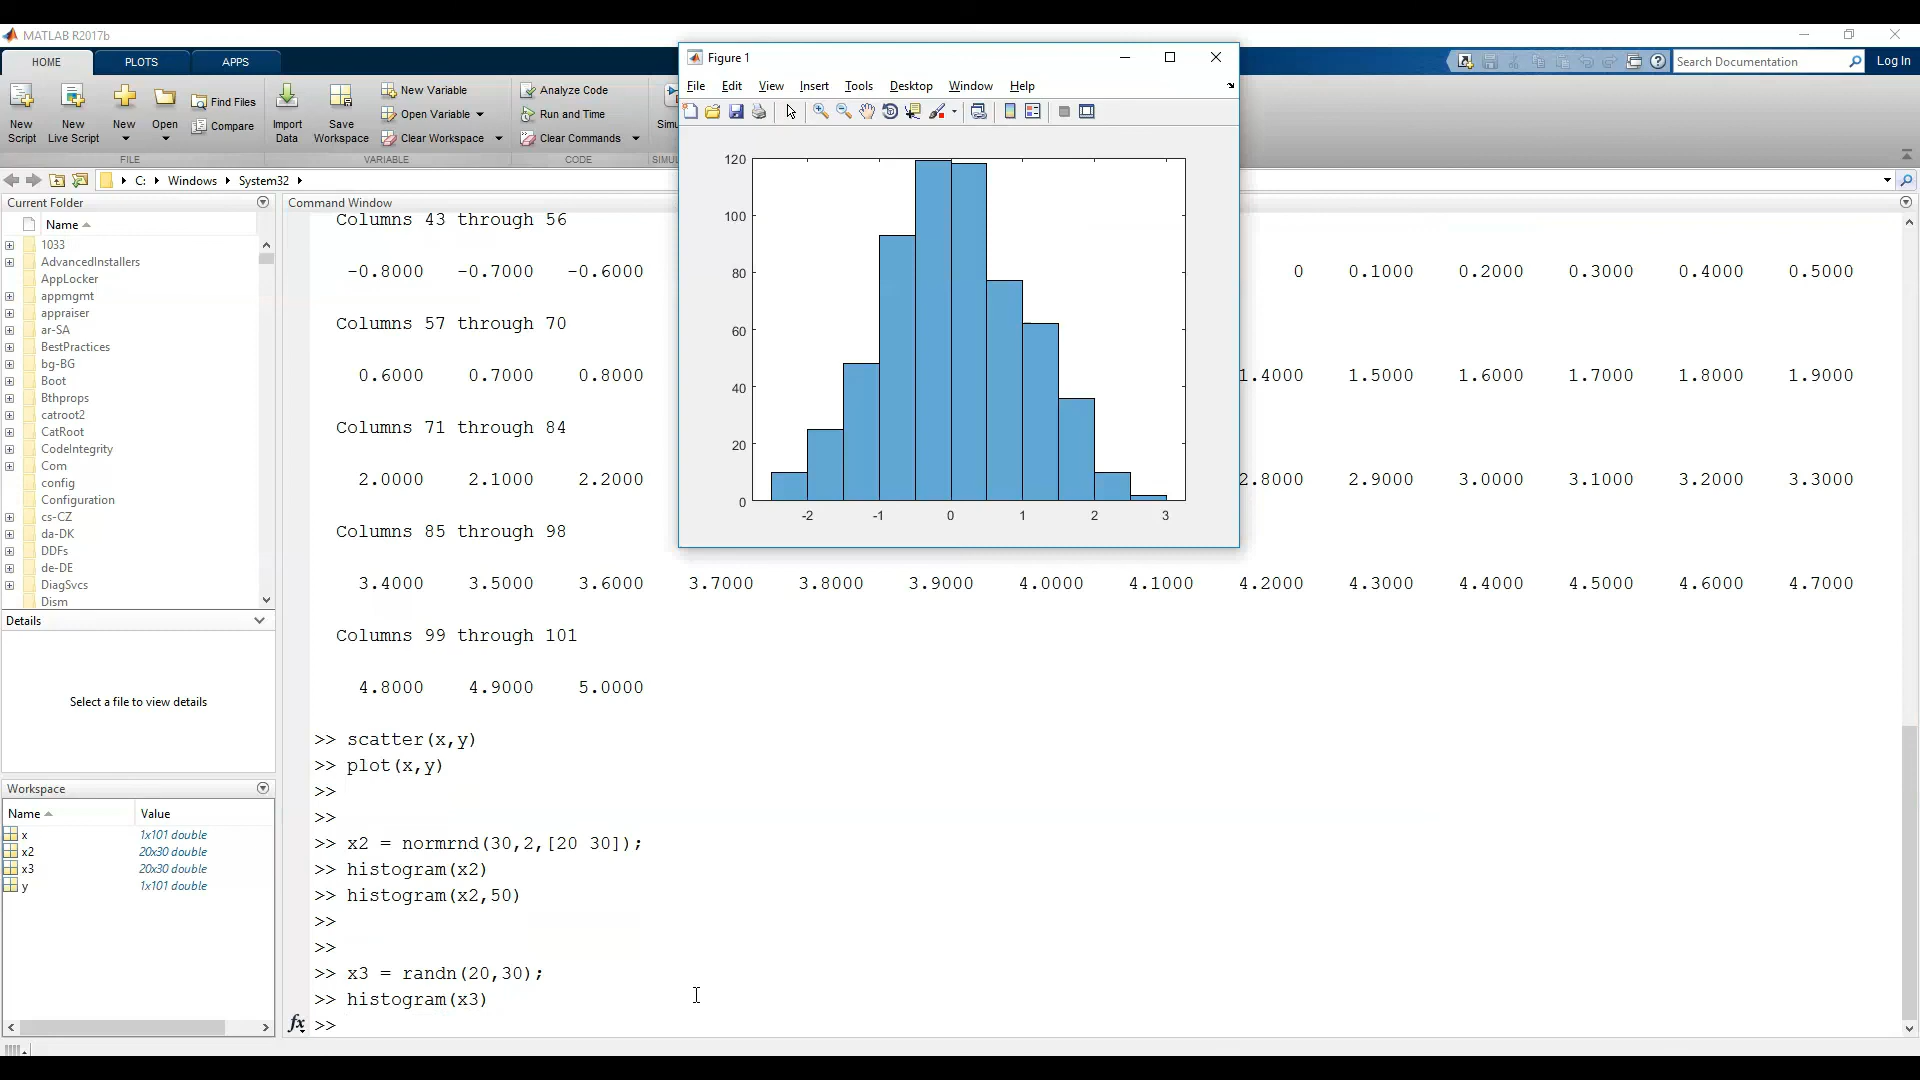 MATLAB R2017b
HOME PLOTS APPS
Search Documentation Log In
New Script
New Live Script
New
Open
Find Files
Compare
FILE
Import Data
Save Workspace
New Variable
Open Variable
Clear Workspace
VARIABLE
Analyze Code
Run and Time
Clear Commands
CODE
Simu
SIMUL
C: Windows System32
Current Folder
Name
1033
AdvancedInstallers
AppLocker
appmgmt
appraiser
ar-SA
BestPractices
bg-BG
Boot
Bthprops
catroot2
CatRoot
CodeIntegrity
Com
config
Configuration
cs-CZ
da-DK
DDFs
de-DE
DiagSvcs
Dism
Details
Select a file to view details
Workspace
Name Value
x 1x101 double
x2 20x30 double
x3 20x30 double
y 1x101 double
Command Window
Columns 43 through 56
-0.8000 -0.7000 -0.6000 0 0.1000 0.2000 0.3000 0.4000 0.5000
Columns 57 through 70
0.6000 0.7000 0.8000 1.4000 1.5000 1.6000 1.7000 1.8000 1.9000
Columns 71 through 84
2.0000 2.1000 2.2000 2.8000 2.9000 3.0000 3.1000 3.2000 3.3000
Columns 85 through 98
3.4000 3.5000 3.6000 3.7000 3.8000 3.9000 4.0000 4.1000 4.2000 4.3000 4.4000 4.5000 4.6000 4.7000
Columns 99 through 101
4.8000 4.9000 5.0000
>> scatter(x,y)
>> plot(x,y)
>>
>>
>> x2 = normrnd(30,2,[20 30]);
>> histogram(x2)
>> histogram(x2,50)
>>
>>
>> x3 = randn(20,30);
>> histogram(x3)
fx >>
Figure 1
File Edit View Insert Tools Desktop Window Help
120
100
80
60
40
20
0
-2 -1 0 1 2 3